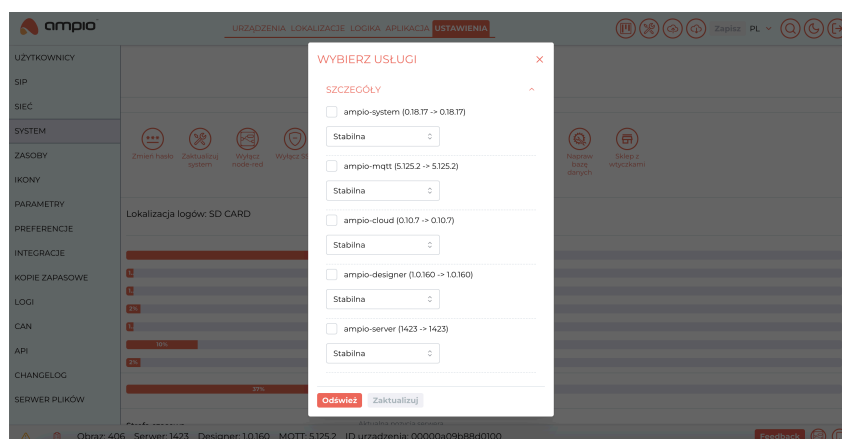 ampio
URZĄDZENIA LOKALIZACJE LOGIKA APLIKACJA USTAWIENIA
Zapisz PL
UŻYTKOWNICY
SIP
SIEĆ
SYSTEM
ZASOBY
IKONY
PARAMETRY
PREFERENCJE
INTEGRACJE
KOPIE ZAPASOWE
LOGI
CAN
API
CHANGELOG
SERWER PLIKÓW
Zmień hasło
Zaktualizuj system
Wyłącz node-red
Wyłącz
Napraw bazę danych
Sklep z wtyczkami
Lokalizacja logów: SD CARD
2%
16%
3%
37%
WYBIERZ USŁUGI
SZCZEGÓŁY
ampio-system (0.18.17 -> 0.18.17)
Stabilna
ampio-mqtt (5.125.2 -> 5.125.2)
Stabilna
ampio-cloud (0.10.7 -> 0.10.7)
Stabilna
ampio-designer (1.0.160 -> 1.0.160)
Stabilna
ampio-server (1423 -> 1423)
Stabilna
Odśwież Zaktualizuj
Obraz: 406 Serwer: 1423 Designer: 1.0.160 MQTT: 5.125.2 ID urządzenia: 00000a09b88d0100
Feedback